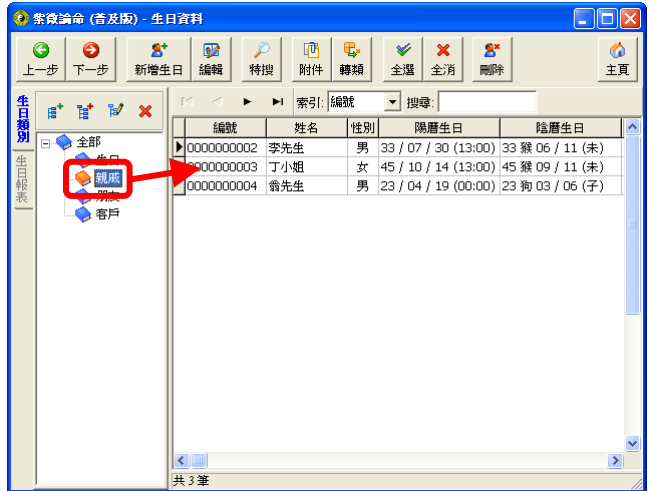 紫微論命 (普及版) - 生日資料
上一步 下一步 新增生日 編輯 特搜 附件 轉類 全選 全消 刪除 主頁
生日類別
生日報表
索引: 編號 搜尋:
全部
生日
親戚
朋友
客戶
編號 姓名 性別 陽曆生日 陰曆生日
0000000002 李先生 男 33 / 07 / 30 (13:00) 33 猴 06 / 11 (未)
0000000003 丁小姐 女 45 / 10 / 14 (13:00) 45 猴 09 / 11 (未)
0000000004 翁先生 男 23 / 04 / 19 (00:00) 23 狗 03 / 06 (子)
共 3 筆